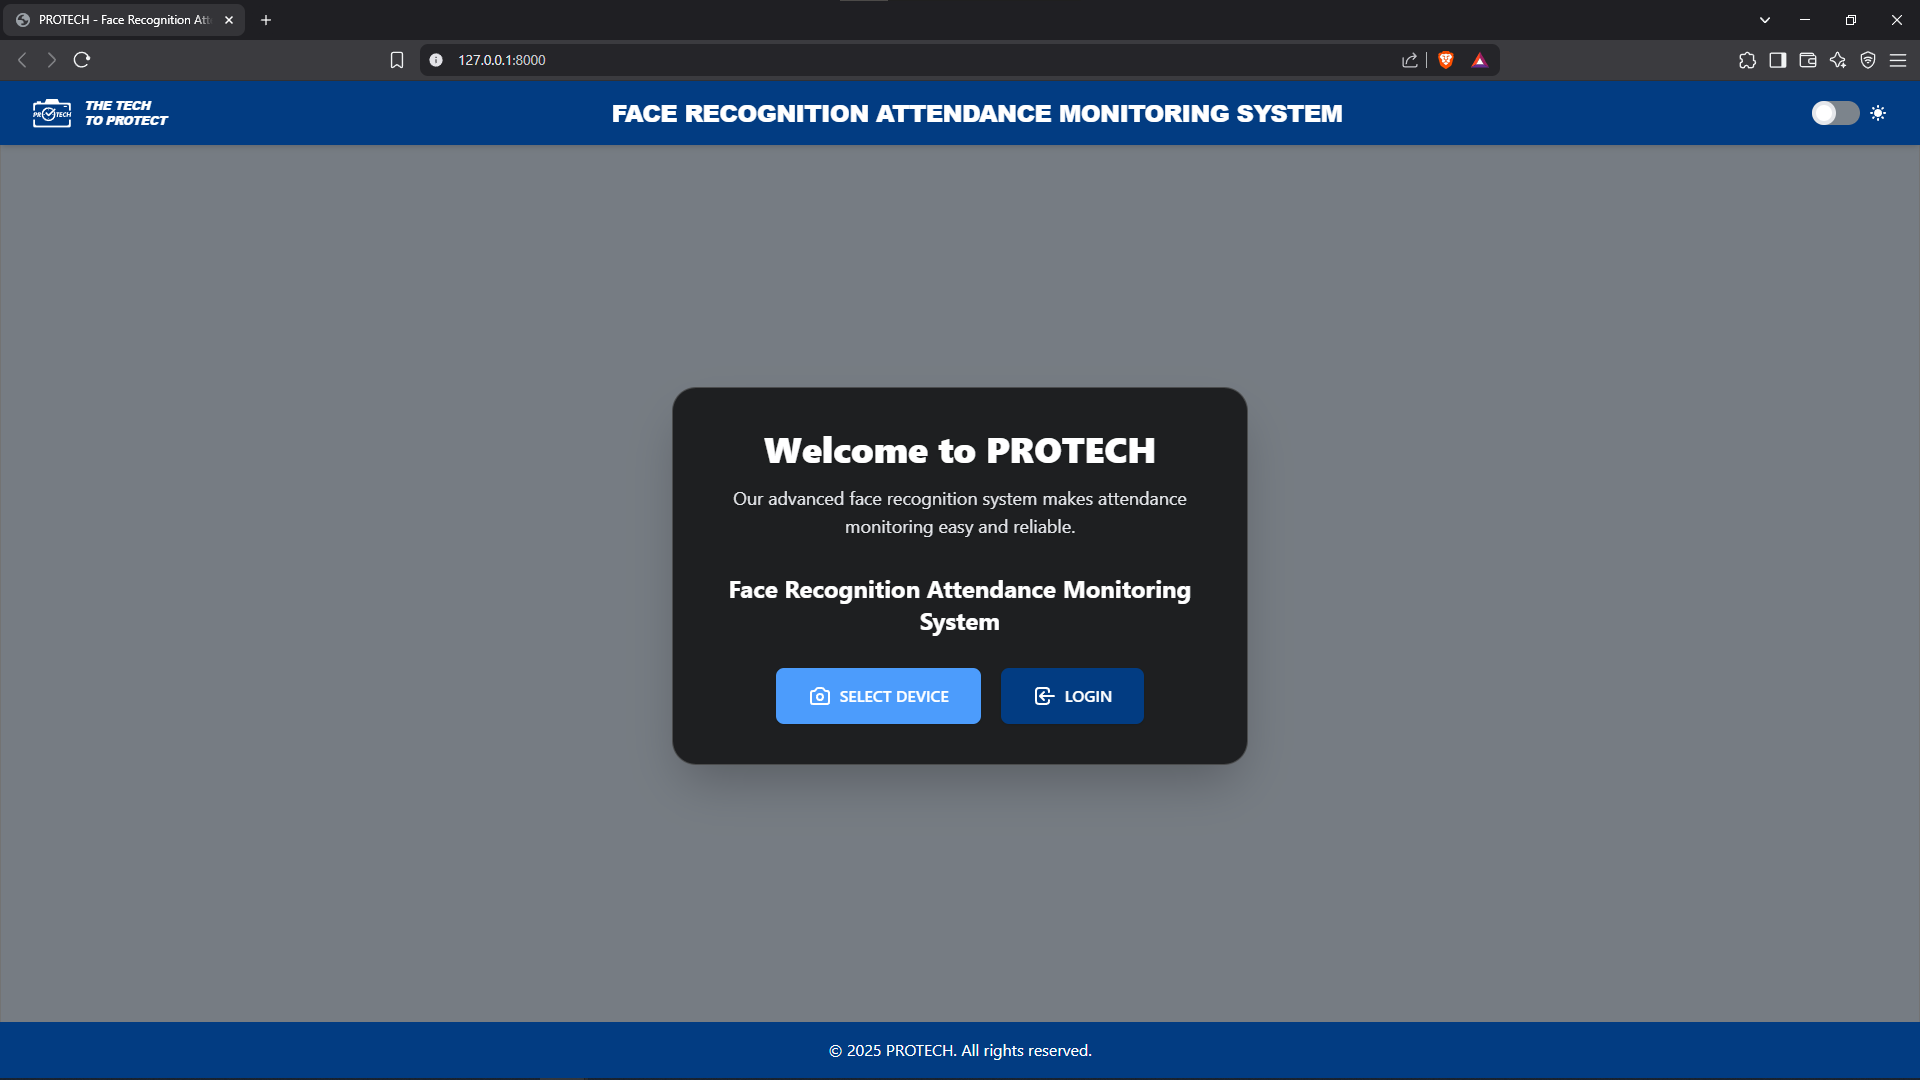 PROTECH - Face Recognition Att
127.0.0.1:8000
PROTECH
THE TECH
TO PROTECT
FACE RECOGNITION ATTENDANCE MONITORING SYSTEM
Welcome to PROTECH
Our advanced face recognition system makes attendance
monitoring easy and reliable.
Face Recognition Attendance Monitoring
System
SELECT DEVICE
LOGIN
© 2025 PROTECH. All rights reserved.